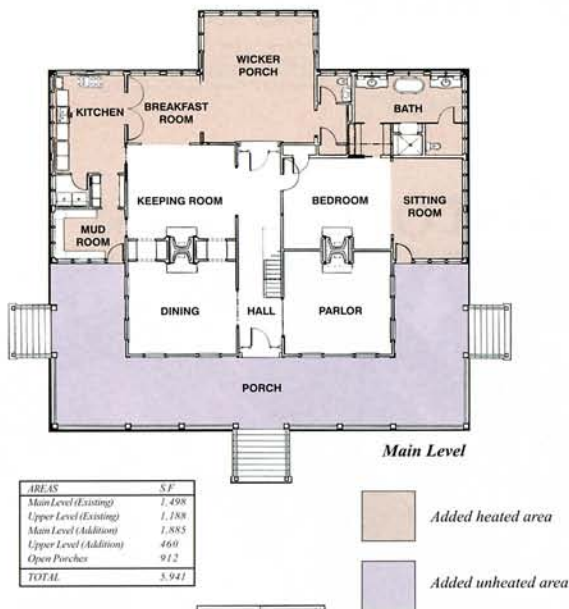 WICKER
PORCH
KITCHEN
BREAKFAST
ROOM
BATH
KEEPING ROOM
BEDROOM
SITTING
ROOM
MUD
ROOM
DINING
HALL
PARLOR
PORCH
Main Level
AREAS S.F.
Main Level (Existing) 1,498
Upper Level (Existing) 1,188
Main Level (Addition) 1,885
Upper Level (Addition) 460
Open Porches 912
TOTAL 5,941
Added heated area
Added unheated area